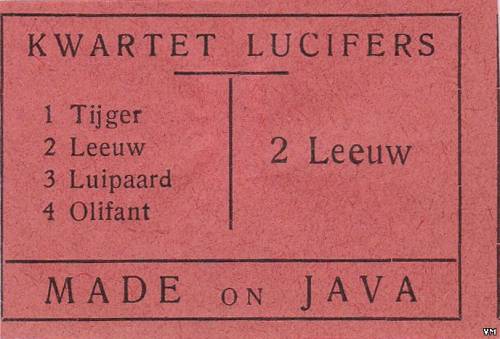 KWARTET LUCIFERS
1 Tijger
2 Leeuw
3 Luipaard
4 Olifant
2 Leeuw
MADE ON JAVA
VM